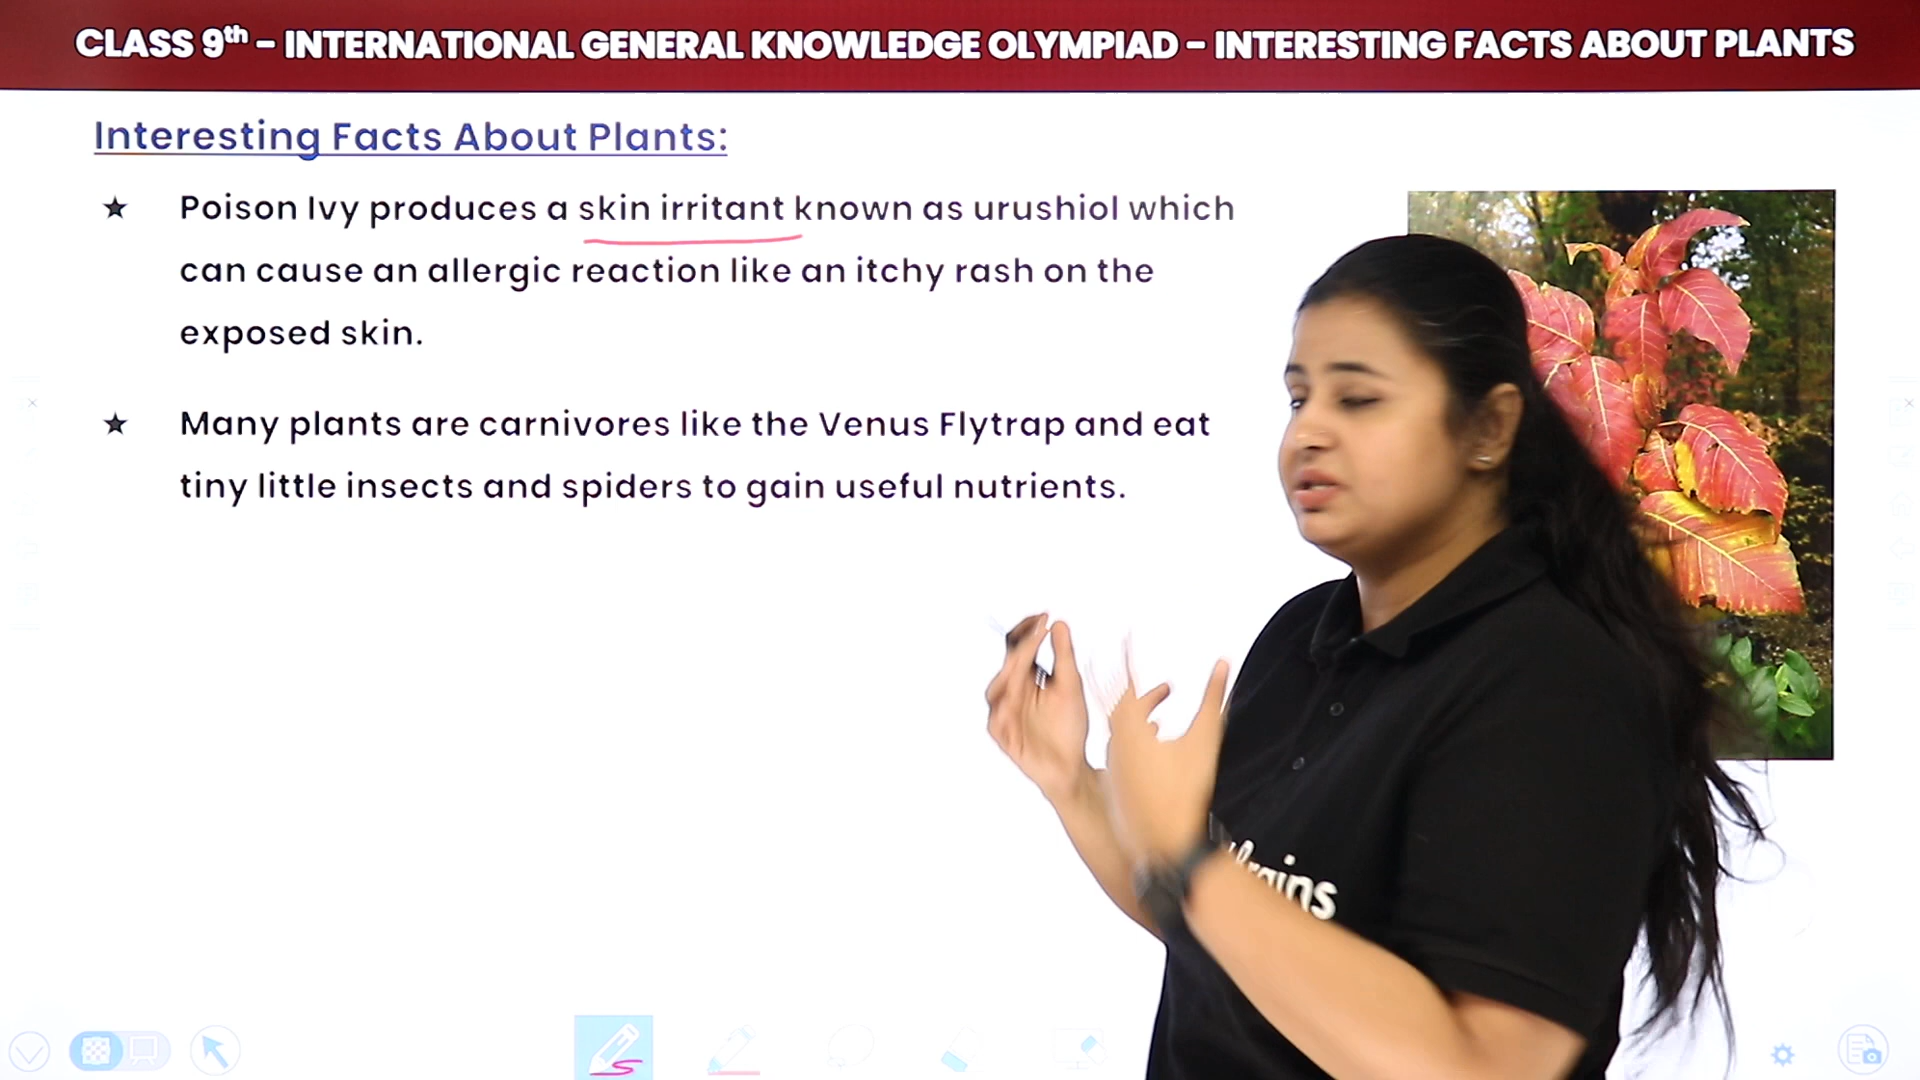 CLASS 9th – INTERNATIONAL GENERAL KNOWLEDGE OLYMPIAD – INTERESTING FACTS ABOUT PLANTS
Interesting Facts About Plants:
★ Poison Ivy produces a skin irritant known as urushiol which
can cause an allergic reaction like an itchy rash on the
exposed skin.
★ Many plants are carnivores like the Venus Flytrap and eat
tiny little insects and spiders to gain useful nutrients.